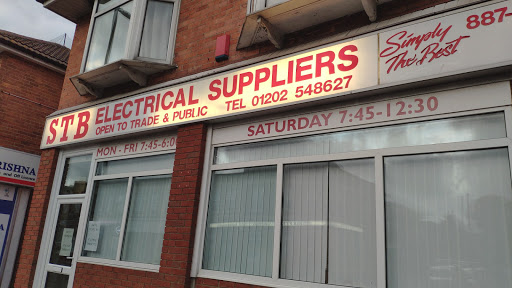 STB ELECTRICAL SUPPLIERS
OPEN TO TRADE & PUBLIC TEL 01202 548627
Simply
The Best
887-
MON - FRI 7:45-6:0
SATURDAY 7:45-12:30
RISHNA